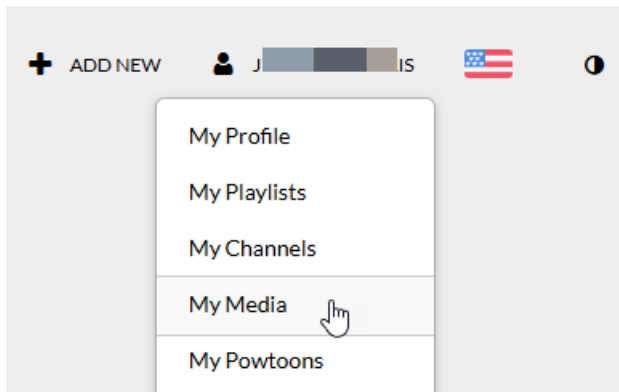 ADD NEW
My Profile
My Playlists
My Channels
My Media
My Powtoons